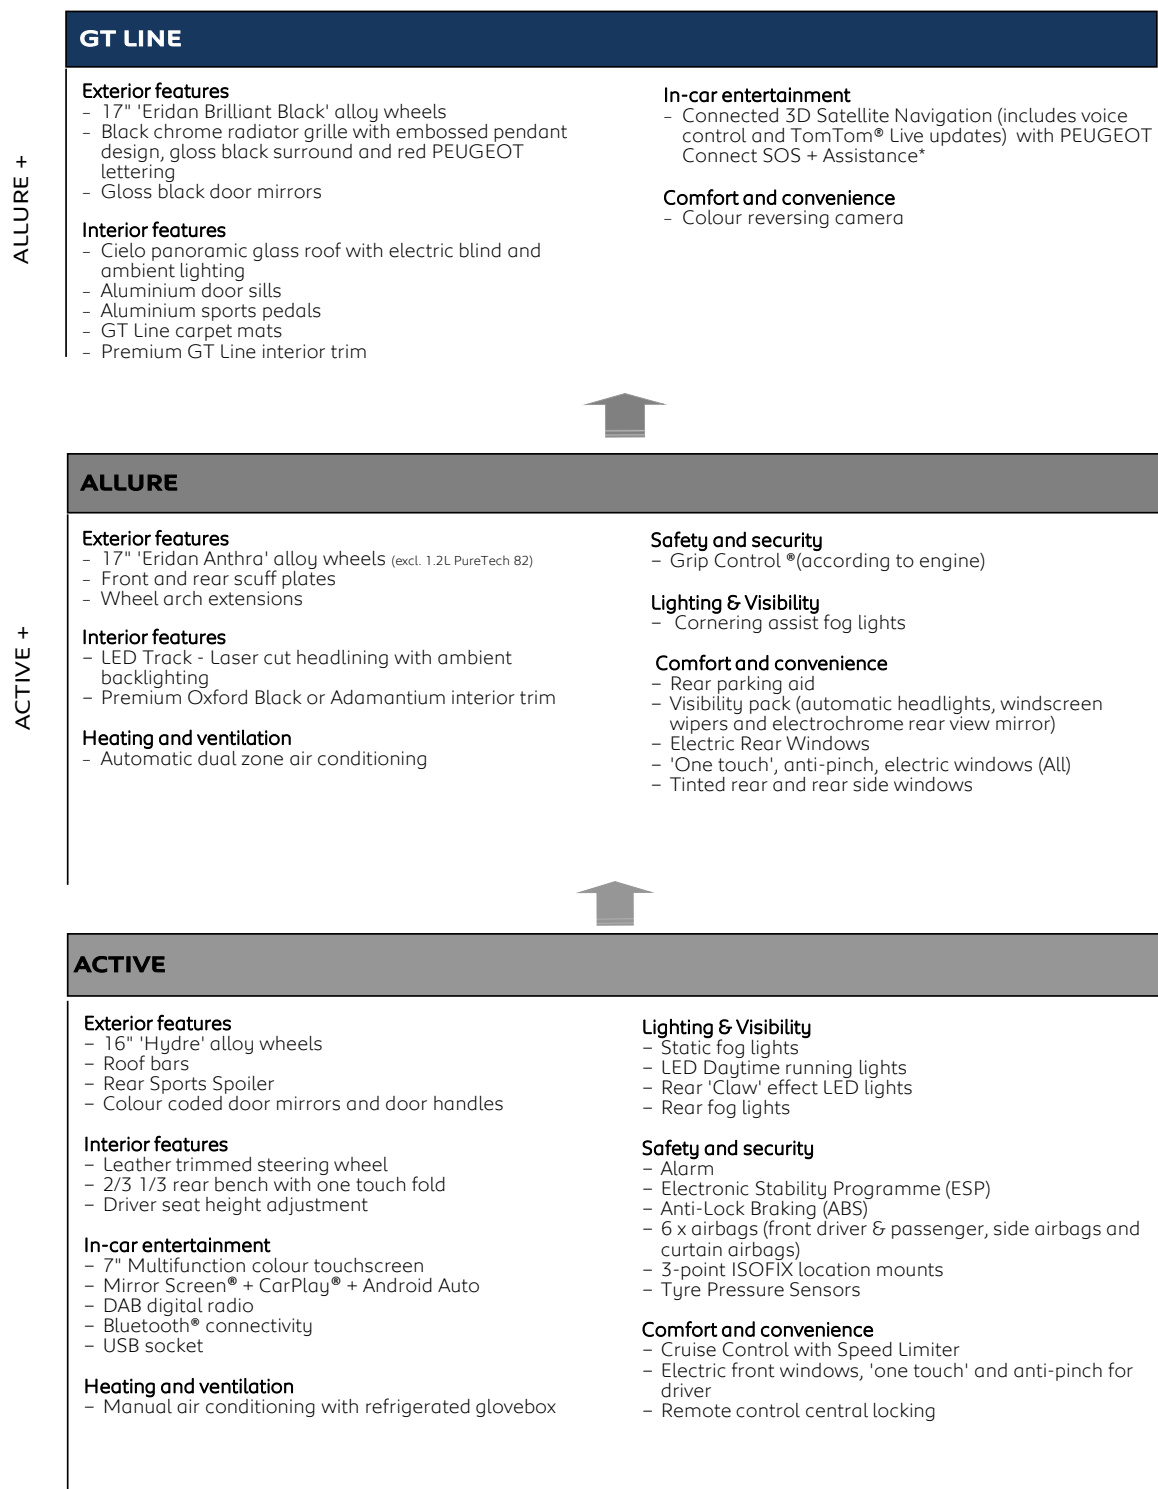 GT LINE
ALLURE +
Exterior features
– 17" 'Eridan Brilliant Black' alloy wheels
– Black chrome radiator grille with embossed pendant
design, gloss black surround and red PEUGEOT
lettering
– Gloss black door mirrors
Interior features
– Cielo panoramic glass roof with electric blind and
ambient lighting
– Aluminium door sills
– Aluminium sports pedals
– GT Line carpet mats
– Premium GT Line interior trim
In-car entertainment
– Connected 3D Satellite Navigation (includes voice
control and TomTom® Live updates) with PEUGEOT
Connect SOS + Assistance*
Comfort and convenience
– Colour reversing camera
ALLURE
ACTIVE +
Exterior features
– 17" 'Eridan Anthra' alloy wheels (excl. 1.2L PureTech 82)
– Front and rear scuff plates
– Wheel arch extensions
Interior features
– LED Track - Laser cut headlining with ambient
backlighting
– Premium Oxford Black or Adamantium interior trim
Heating and ventilation
– Automatic dual zone air conditioning
Safety and security
– Grip Control ®(according to engine)
Lighting & Visibility
– Cornering assist fog lights
Comfort and convenience
– Rear parking aid
– Visibility pack (automatic headlights, windscreen
wipers and electrochrome rear view mirror)
– Electric Rear Windows
– 'One touch', anti-pinch, electric windows (All)
– Tinted rear and rear side windows
ACTIVE
Exterior features
– 16" 'Hydre' alloy wheels
– Roof bars
– Rear Sports Spoiler
– Colour coded door mirrors and door handles
Interior features
– Leather trimmed steering wheel
– 2/3 1/3 rear bench with one touch fold
– Driver seat height adjustment
In-car entertainment
– 7" Multifunction colour touchscreen
– Mirror Screen® + CarPlay® + Android Auto
– DAB digital radio
– Bluetooth® connectivity
– USB socket
Heating and ventilation
– Manual air conditioning with refrigerated glovebox
Lighting & Visibility
– Static fog lights
– LED Daytime running lights
– Rear 'Claw' effect LED lights
– Rear fog lights
Safety and security
– Alarm
– Electronic Stability Programme (ESP)
– Anti-Lock Braking (ABS)
– 6 x airbags (front driver & passenger, side airbags and
curtain airbags)
– 3-point ISOFIX location mounts
– Tyre Pressure Sensors
Comfort and convenience
– Cruise Control with Speed Limiter
– Electric front windows, 'one touch' and anti-pinch for
driver
– Remote control central locking